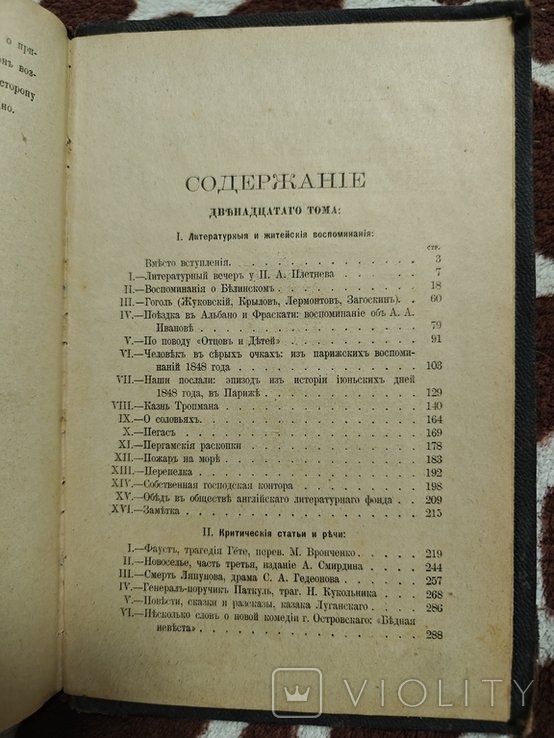 о при-
онъ воз-
сторону
но.
СОДЕРЖАНІЕ
ДВѢНАДЦАТАГО ТОМА:
I. Литературныя и житейскія воспоминанія:
СТР.
Вмѣсто вступленія. 3
I.—Литературный вечеръ у П. А. Плетнева 7
II.—Воспоминанія о Бѣлинскомъ 18
III.—Гоголь (Жуковскій, Крыловъ, Лермонтовъ, Загоскинъ). 60
IV.—Поѣздка въ Альбано и Фраскати: воспоминаніе объ А. А.
Ивановѣ 79
V.—По поводу «Отцовъ и Дѣтей» 91
VI.—Человѣкъ въ сѣрыхъ очкахъ: изъ парижскихъ воспоми-
наній 1848 года 103
VII.—Наши послали: эпизодъ изъ исторіи іюньскихъ дней
1848 года, въ Парижѣ 129
VIII.—Казнь Тропмана 140
IX.—О соловьяхъ. 164
X.—Пегасъ 169
XI.—Пергамскія раскопки 178
XII.—Пожаръ на морѣ 183
XIII.—Перепелка 192
XIV.—Собственная господская контора 198
XV.—Обѣдъ въ обществѣ англійскаго литературнаго фонда 209
XVI.—Замѣтка 215
II. Критическія статьи и рѣчи:
I.—Фаустъ, трагедія Гёте, перев. М. Вронченко 219
II.—Новоселье, часть третья, изданіе А. Смирдина 244
III.—Смерть Ляпунова, драма С. А. Гедеонова 257
IV.—Генералъ-поручикъ Паткуль, траг. Н. Кукольника 268
V.—Повѣсти, сказки и разсказы, казака Луганскаго 286
VI.—Нѣсколько словъ о новой комедіи г. Островскаго: «Бѣдная
невѣста» 288
VIOLITY